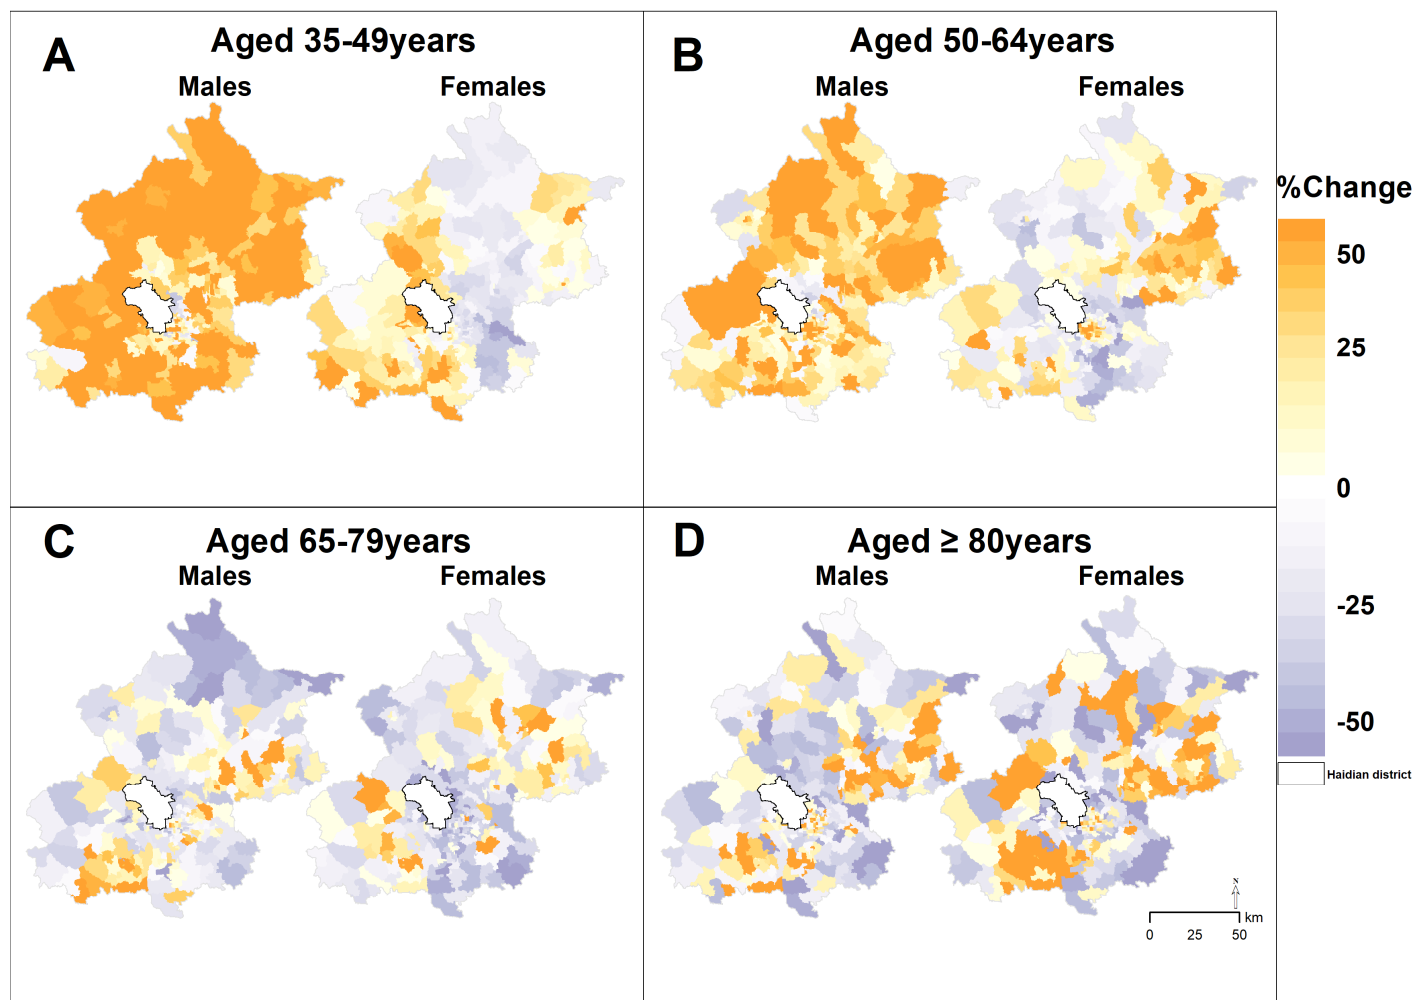 A
Aged 35-49years
Males
Females
B
Aged 50-64years
Males
Females
%Change
50
25
0
-25
-50
Haidian district
C
Aged 65-79years
Males
Females
D
Aged ≥ 80years
Males
Females
N
km
0 25 50